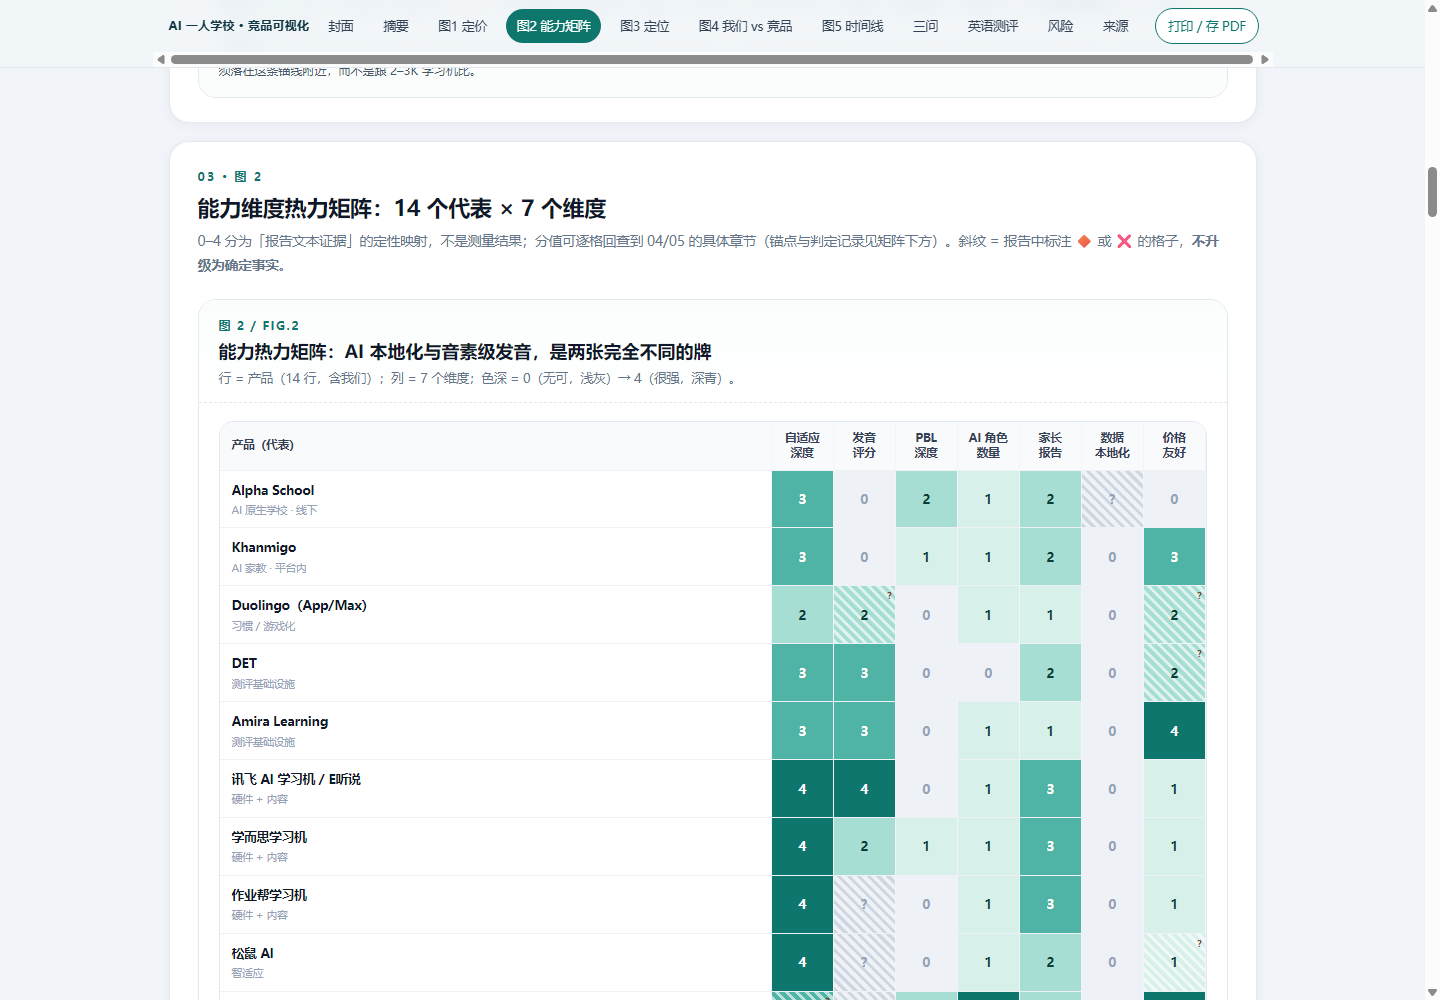 AI 一人学校 · 竞品可视化 封面 摘要 图1 定价 图2 能力矩阵 图3 定位 图4 我们 vs 竞品 图5 时间线 三问 英语测评 风险 来源 打印 / 存 PDF
须落在这条锚线附近，而不是跟 2–3K 学习机比。
03 · 图 2
能力维度热力矩阵：14 个代表 × 7 个维度
0–4 分为「报告文本证据」的定性映射，不是测量结果；分值可逐格回查到 04/05 的具体章节（锚点与判定记录见矩阵下方）。斜纹 = 报告中标注 🔶 或 ❌ 的格子，不升
级为确定事实。
图 2 / FIG.2
能力热力矩阵：AI 本地化与音素级发音，是两张完全不同的牌
行 = 产品（14 行，含我们）；列 = 7 个维度；色深 = 0（无可，浅灰）→ 4（很强，深青）。
产品（代表） 自适应深度 发音评分 PBL深度 AI 角色数量 家长报告 数据本地化 价格友好
Alpha School 3 0 2 1 2 ? 0
AI 原生学校 · 线下
Khanmigo 3 0 1 1 2 0 3
AI 家教 · 平台内
Duolingo（App/Max） 2 2 ? 0 1 1 0 2 ?
习惯 / 游戏化
DET 3 3 0 0 2 0 2 ?
测评基础设施
Amira Learning 3 3 0 1 1 0 4
测评基础设施
讯飞 AI 学习机 / E听说 4 4 0 1 3 0 1
硬件 + 内容
学而思学习机 4 2 1 1 3 0 1
硬件 + 内容
作业帮学习机 4 ? 0 1 3 0 1
硬件 + 内容
松鼠 AI 4 ? 0 1 2 0 1 ?
智适应